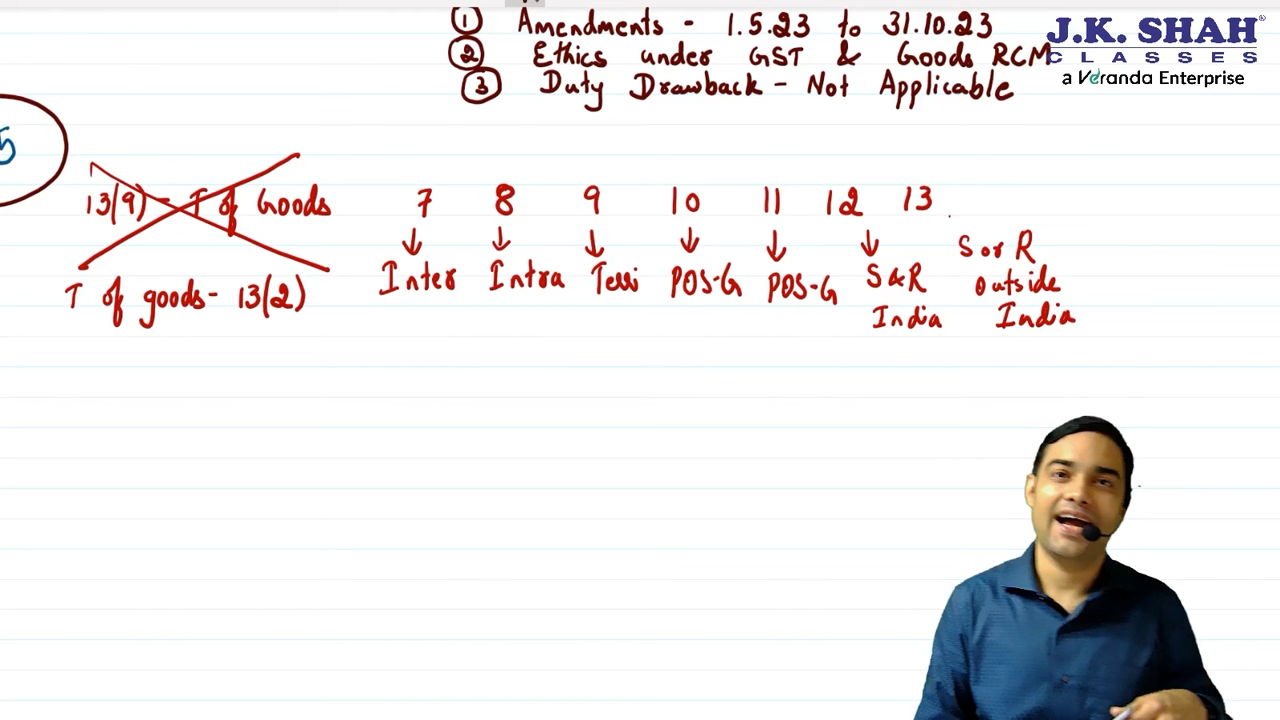 ① Amendments - 1.5.23 to 31.10.23
② Ethics under GST & Goods RCM
③ Duty Drawback - Not Applicable
J.K. SHAH®
CLASSES
a Veranda Enterprise
5
13(9) - T of Goods
T of goods - 13(2)
7 8 9 10 11 12 13
Inter Intra Terri POS-G POS-G S&R India S or R outside India